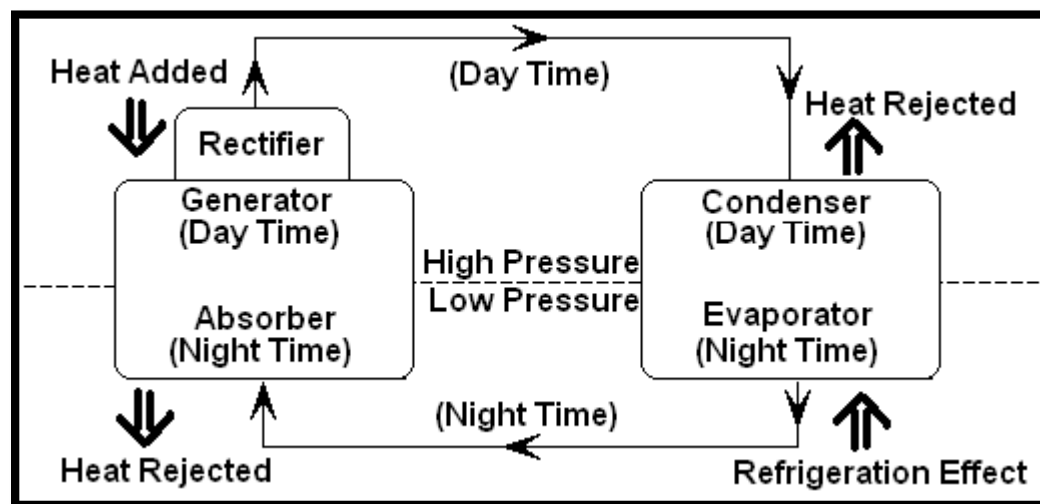 (Day Time)
Heat Added
Heat Rejected
Rectifier
Generator
(Day Time)
Condenser
(Day Time)
High Pressure
Low Pressure
Absorber
(Night Time)
Evaporator
(Night Time)
(Night Time)
Heat Rejected
Refrigeration Effect